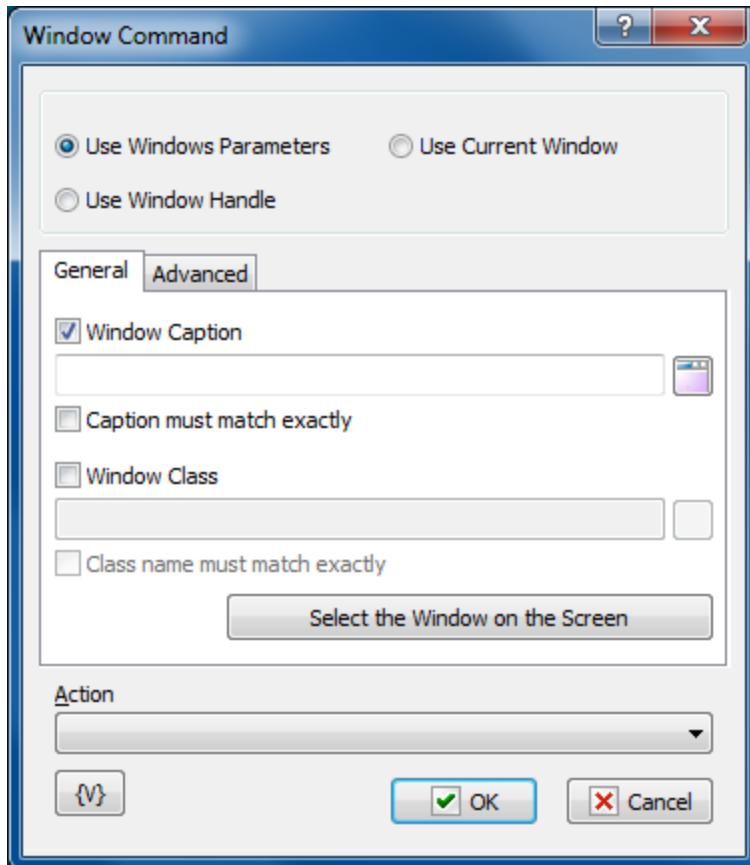 Window Command
?
Use Windows Parameters Use Current Window
Use Window Handle
General Advanced
Window Caption
Caption must match exactly
Window Class
Class name must match exactly
Select the Window on the Screen
Action
{V} OK Cancel